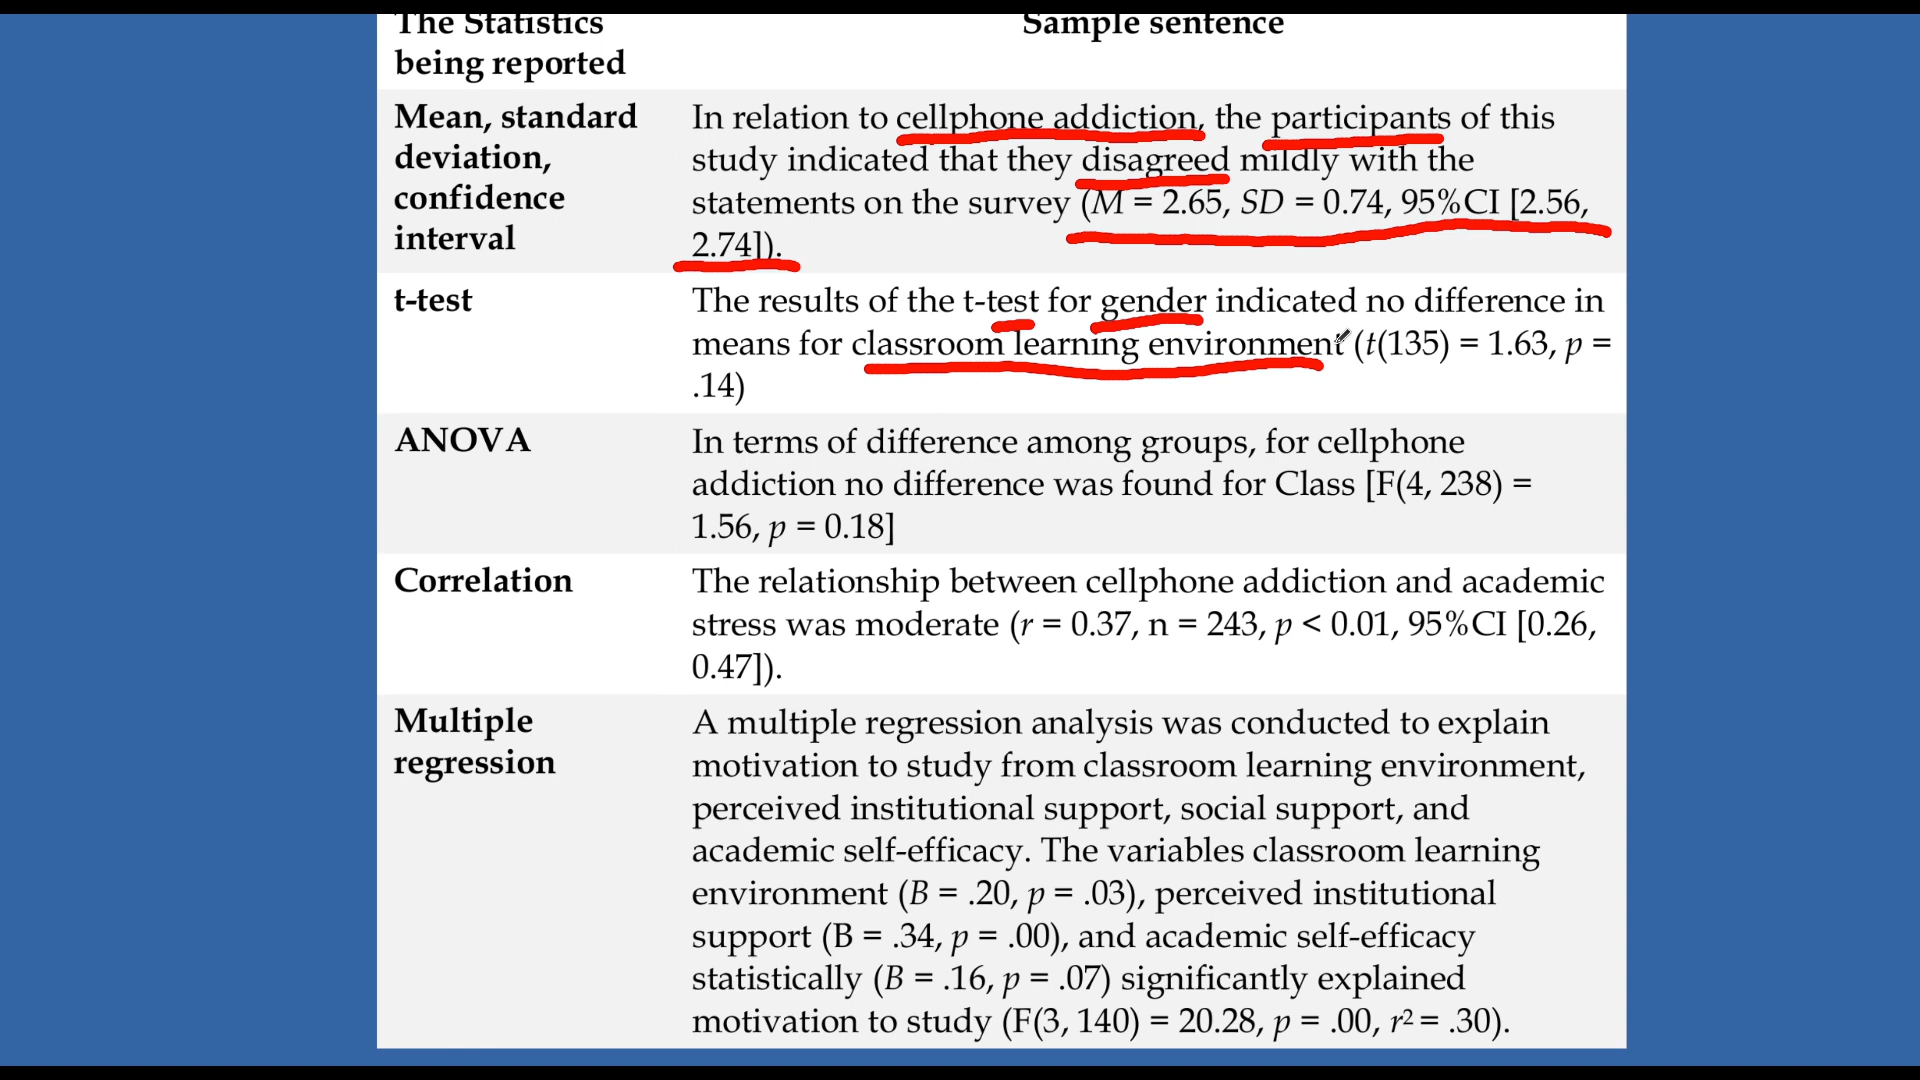 The Statistics
being reported
Sample sentence
Mean, standard
deviation,
confidence
interval
In relation to cellphone addiction, the participants of this
study indicated that they disagreed mildly with the
statements on the survey (M = 2.65, SD = 0.74, 95%CI [2.56,
2.74]).
t-test
The results of the t-test for gender indicated no difference in
means for classroom learning environment (t(135) = 1.63, p =
.14)
ANOVA
In terms of difference among groups, for cellphone
addiction no difference was found for Class [F(4, 238) =
1.56, p = 0.18]
Correlation
The relationship between cellphone addiction and academic
stress was moderate (r = 0.37, n = 243, p < 0.01, 95%CI [0.26,
0.47]).
Multiple
regression
A multiple regression analysis was conducted to explain
motivation to study from classroom learning environment,
perceived institutional support, social support, and
academic self-efficacy. The variables classroom learning
environment (B = .20, p = .03), perceived institutional
support (B = .34, p = .00), and academic self-efficacy
statistically (B = .16, p = .07) significantly explained
motivation to study (F(3, 140) = 20.28, p = .00, r² = .30).